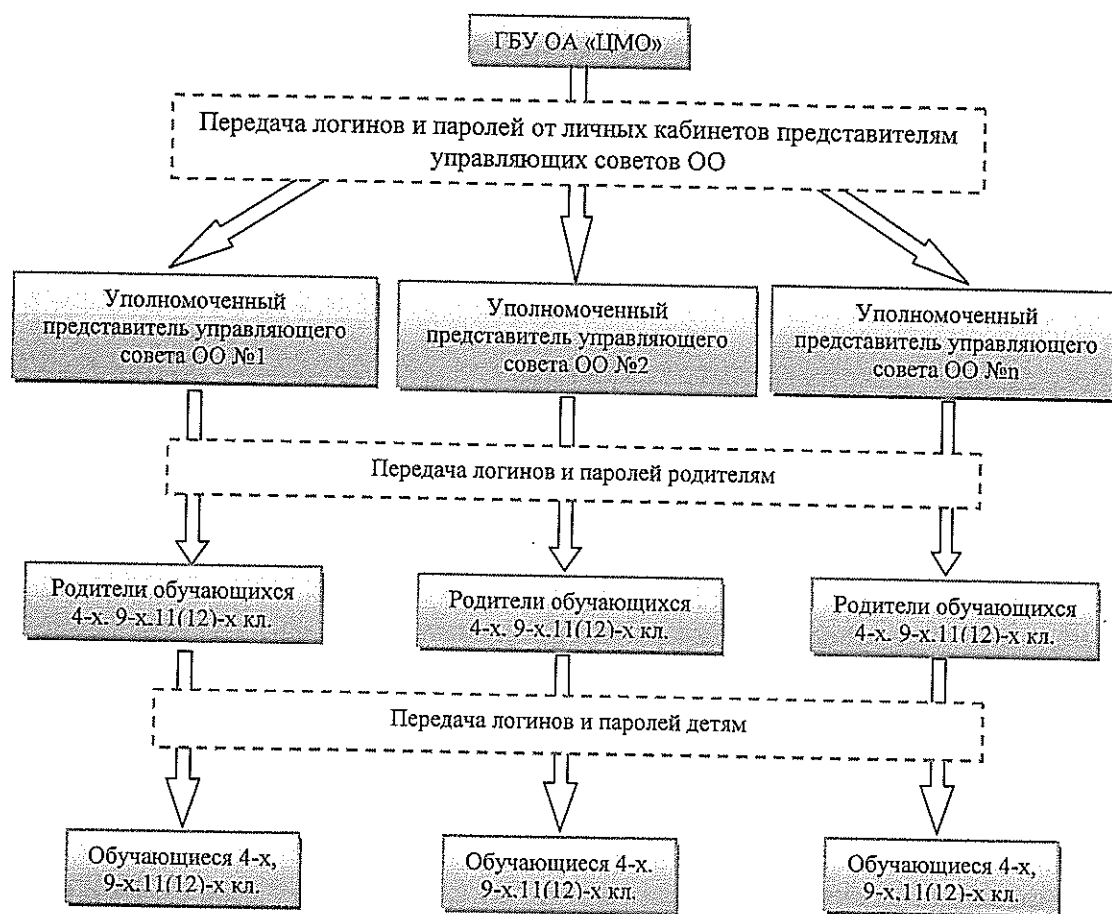 ГБУ ОА «ЦМО»
Передача логинов и паролей от личных кабинетов представителям
управляющих советов ОО
Уполномоченный
представитель управляющего
совета ОО №1
Уполномоченный
представитель управляющего
совета ОО №2
Уполномоченный
представитель управляющего
совета ОО №n
Передача логинов и паролей родителям
Родители обучающихся
4-х. 9-х.11(12)-х кл.
Родители обучающихся
4-х. 9-х.11(12)-х кл.
Родители обучающихся
4-х. 9-х.11(12)-х кл.
Передача логинов и паролей детям
Обучающиеся 4-х,
9-х.11(12)-х кл.
Обучающиеся 4-х.
9-х.11(12)-х кл.
Обучающиеся 4-х,
9-х.11(12)-х кл.